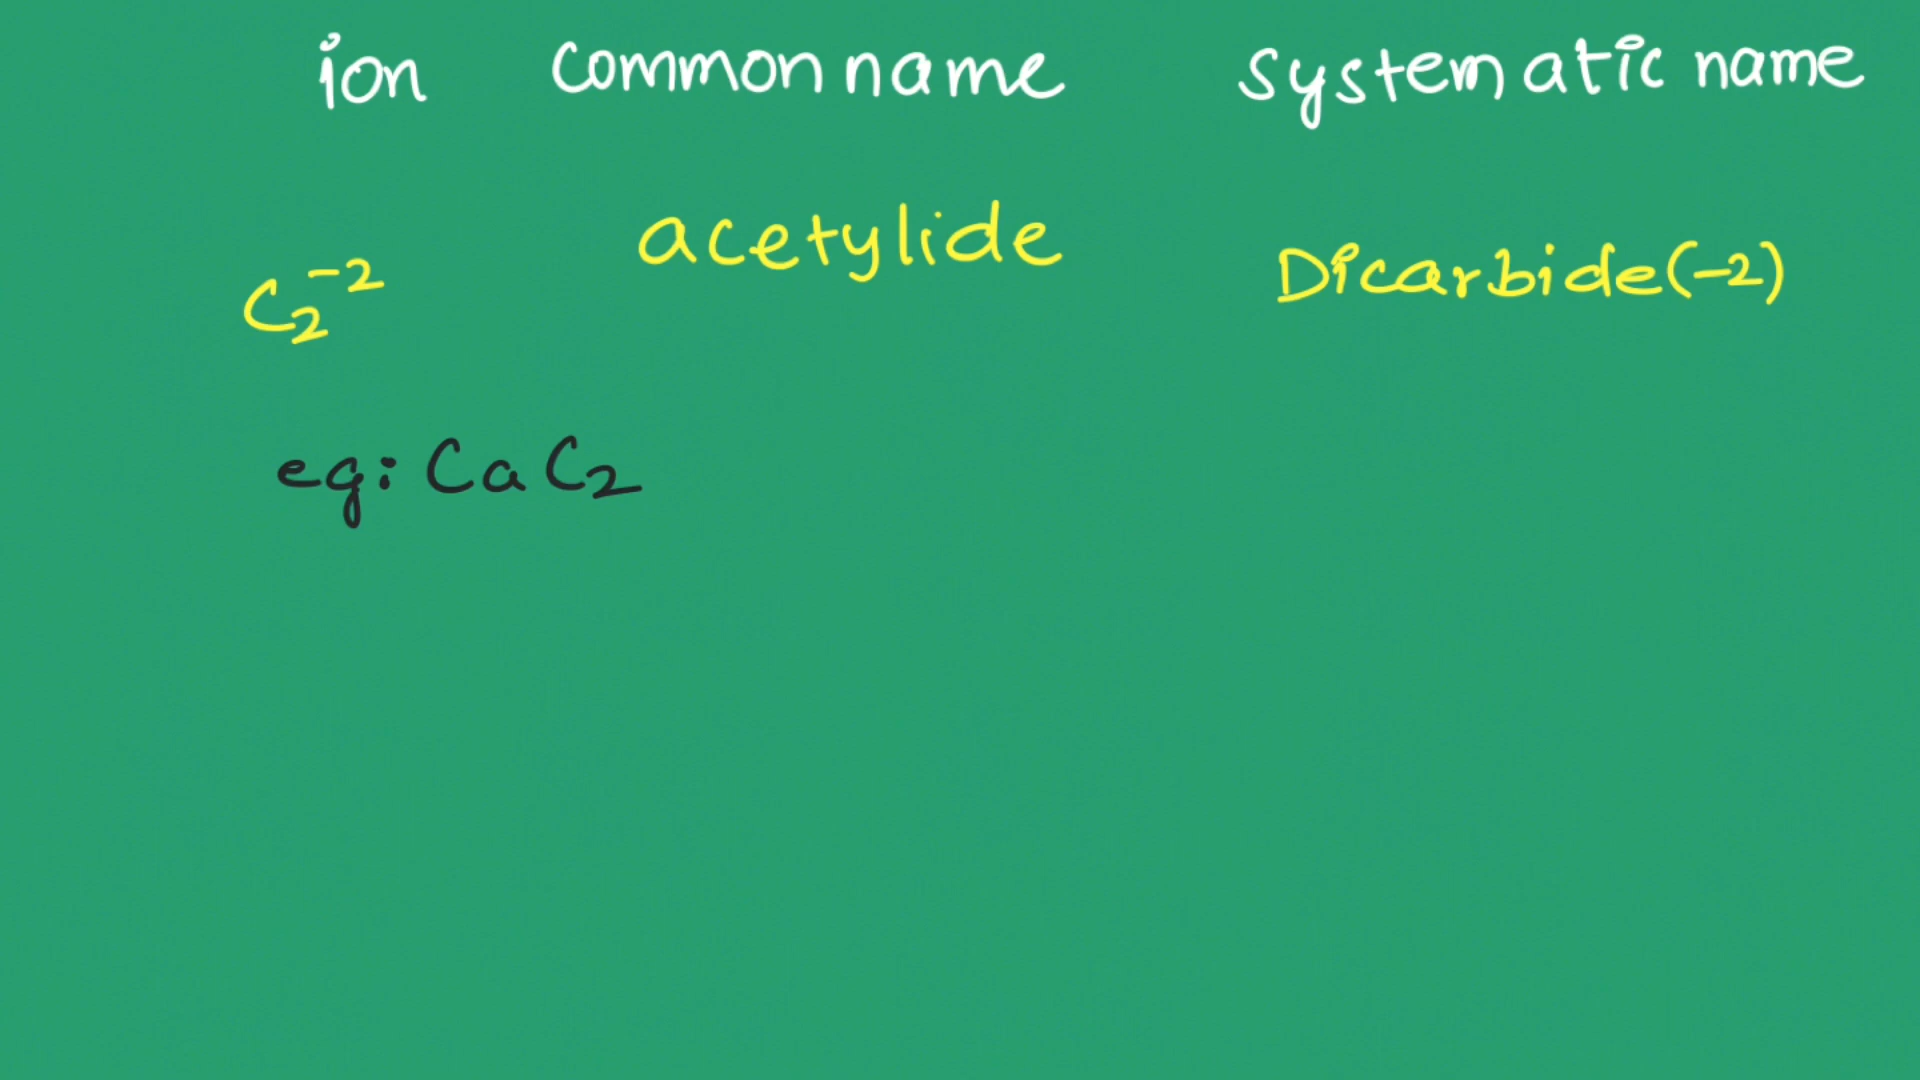 ion common name systematic name
C₂⁻² acetylide Dicarbide(-2)
eg: CaC₂